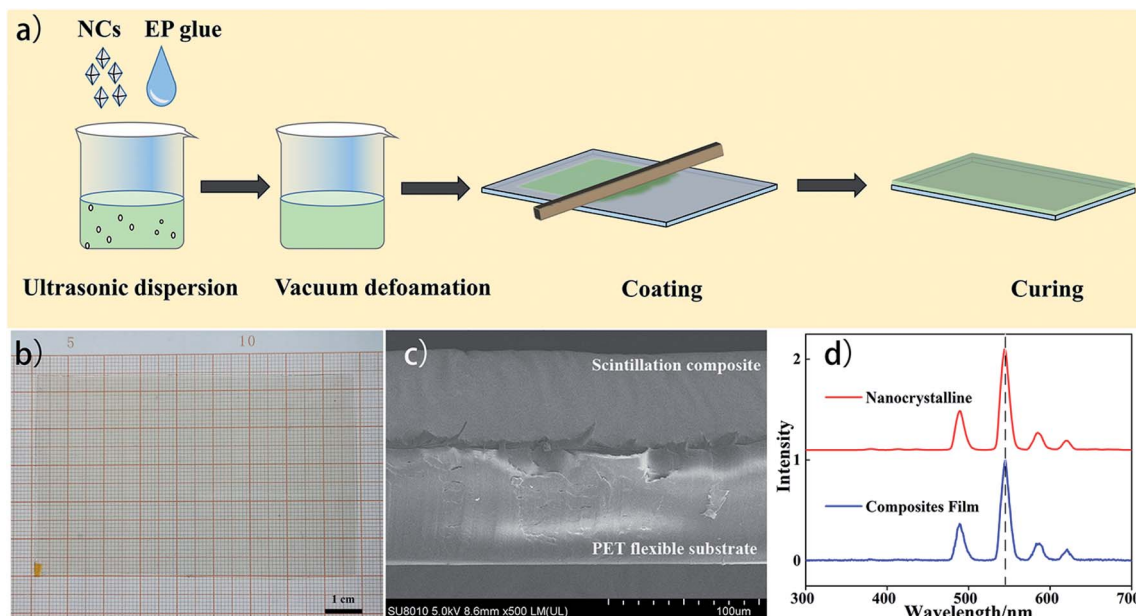 a)
NCs EP glue
Ultrasonic dispersion
Vacuum defoamation
Coating
Curing
b)
5
10
1 cm
c)
Scintillation composite
PET flexible substrate
SU8010 5.0kV 8.6mm x500 LM(UL)
100um
d)
2
1
0
Intensity
Nanocrystalline
Composites Film
300
400
500
600
700
Wavelength/nm